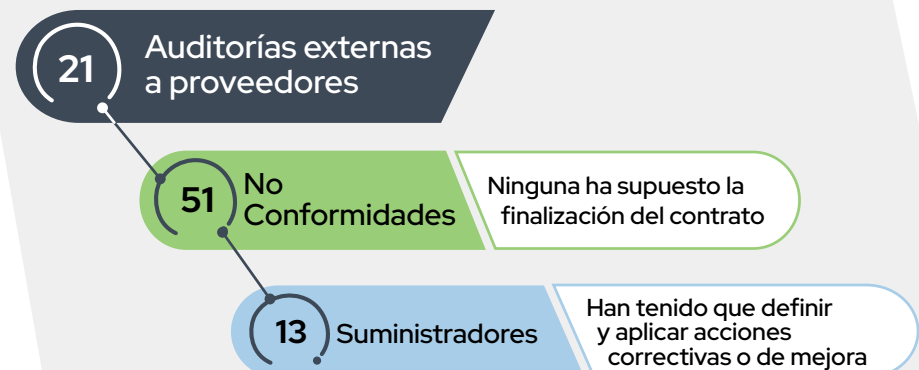 21
Auditorías externas
a proveedores
51
No
Conformidades
Ninguna ha supuesto la
finalización del contrato
13
Suministradores
Han tenido que definir
y aplicar acciones
correctivas o de mejora